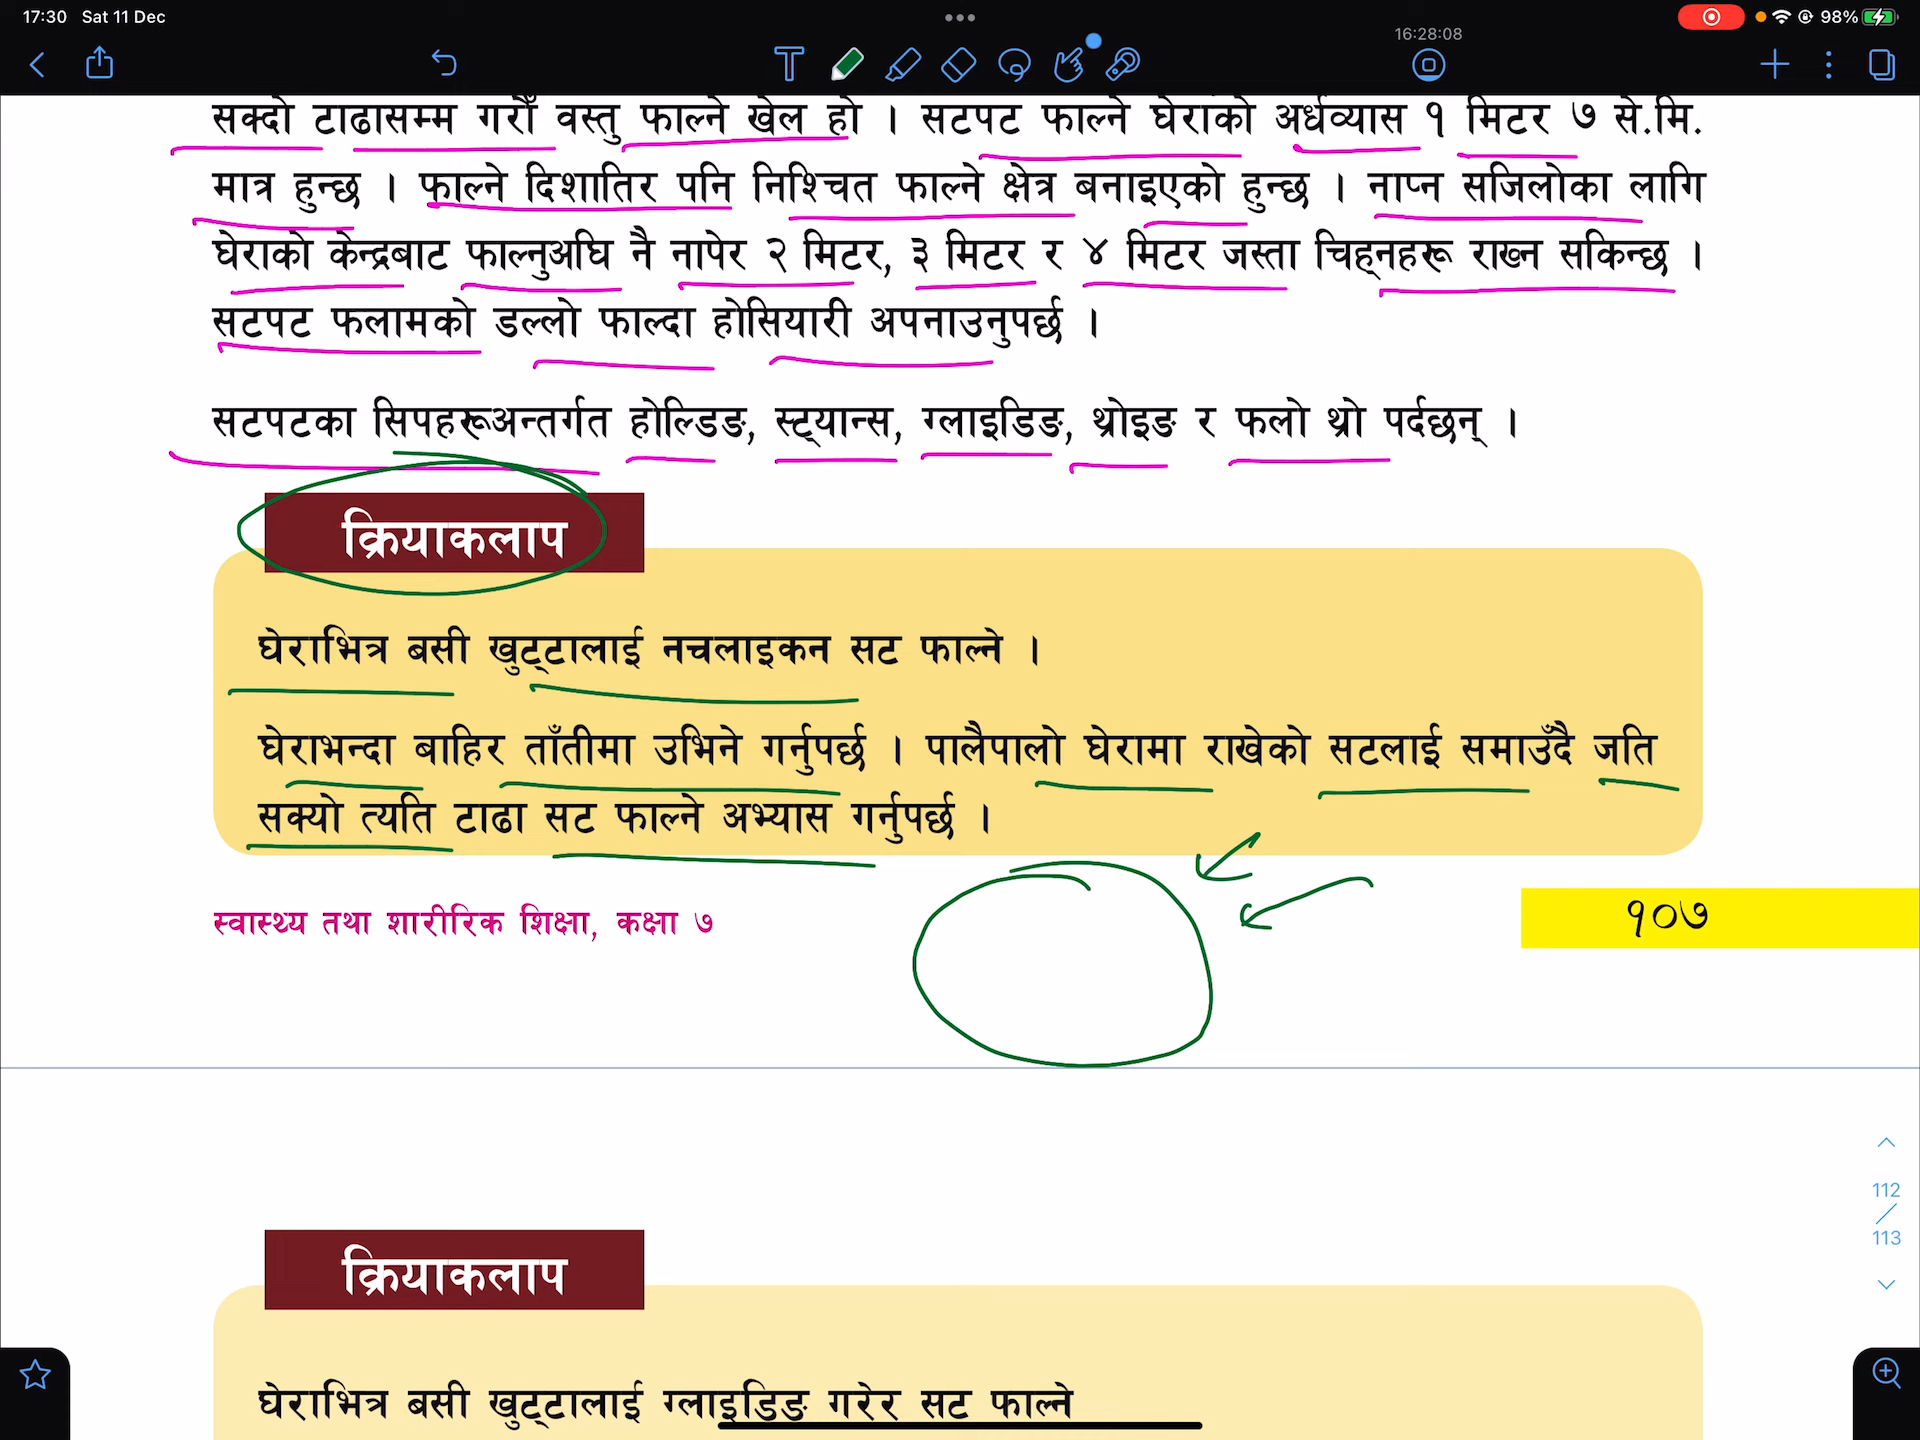 17:30 Sat 11 Dec
98%
16:28:08
सक्दो टाढासम्म गरौँ वस्तु फाल्ने खेल हो । सटपट फाल्ने घेराको अर्धव्यास १ मिटर ७ से.मि.
मात्र हुन्छ । फाल्ने दिशातिर पनि निश्चित फाल्ने क्षेत्र बनाइएको हुन्छ । नाप्न सजिलोका लागि
घेराको केन्द्रबाट फाल्नुअघि नै नापेर २ मिटर, ३ मिटर र ४ मिटर जस्ता चिह्नहरू राख्न सकिन्छ ।
सटपट फलामको डल्लो फाल्दा होसियारी अपनाउनुपर्छ ।
सटपटका सिपहरूअन्तर्गत होल्डिङ, स्ट्यान्स, ग्लाइडिङ, थ्रोइङ र फलो थ्रो पर्दछन् ।
क्रियाकलाप
घेराभित्र बसी खुट्टालाई नचलाइकन सट फाल्ने ।
घेराभन्दा बाहिर ताँतीमा उभिने गर्नुपर्छ । पालैपालो घेरामा राखेको सटलाई समाउँदै जति
सक्यो त्यति टाढा सट फाल्ने अभ्यास गर्नुपर्छ ।
स्वास्थ्य तथा शारीरिक शिक्षा, कक्षा ७
१०७
112
113
क्रियाकलाप
घेराभित्र बसी खुट्टालाई ग्लाइडिङ गरेर सट फाल्ने